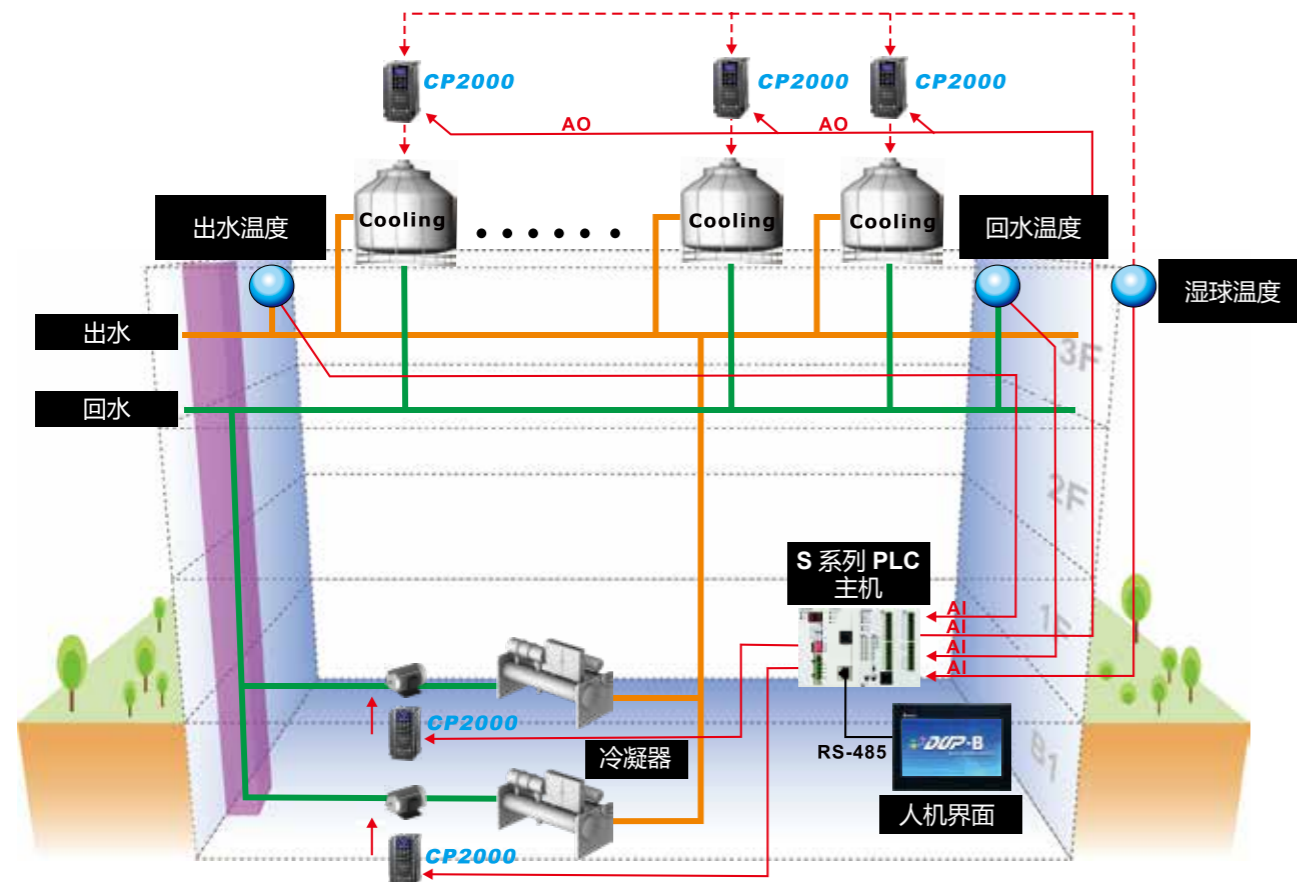 CP2000
CP2000
CP2000
AO
AO
Cooling
Cooling
Cooling
出水温度
回水温度
湿球温度
出水
3F
回水
2F
S 系列 PLC
主机
AI
AI
1F
AI
AI
CP2000
冷凝器
RS-485
DOP-B
B1
人机界面
CP2000